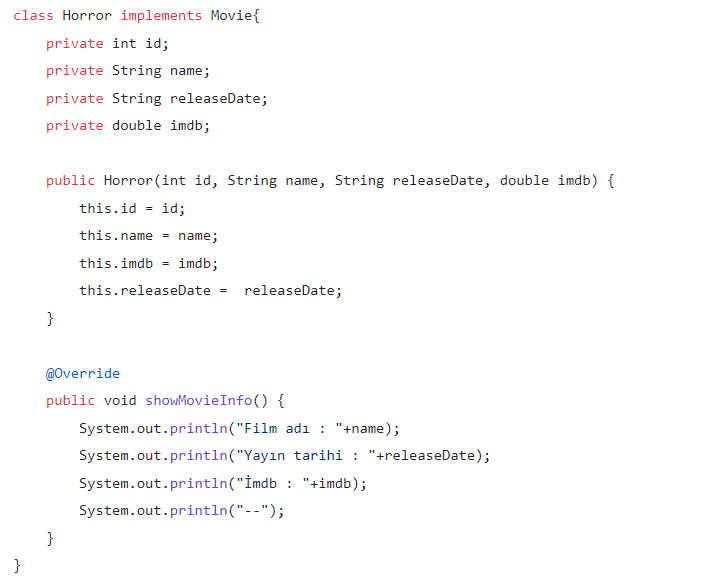 class Horror implements Movie{
    private int id;
    private String name;
    private String releaseDate;
    private double imdb;

    public Horror(int id, String name, String releaseDate, double imdb) {
        this.id = id;
        this.name = name;
        this.imdb = imdb;
        this.releaseDate =  releaseDate;
    }

    @Override
    public void showMovieInfo() {
        System.out.println("Film adı : "+name);
        System.out.println("Yayın tarihi : "+releaseDate);
        System.out.println("İmdb : "+imdb);
        System.out.println("--");
    }
}